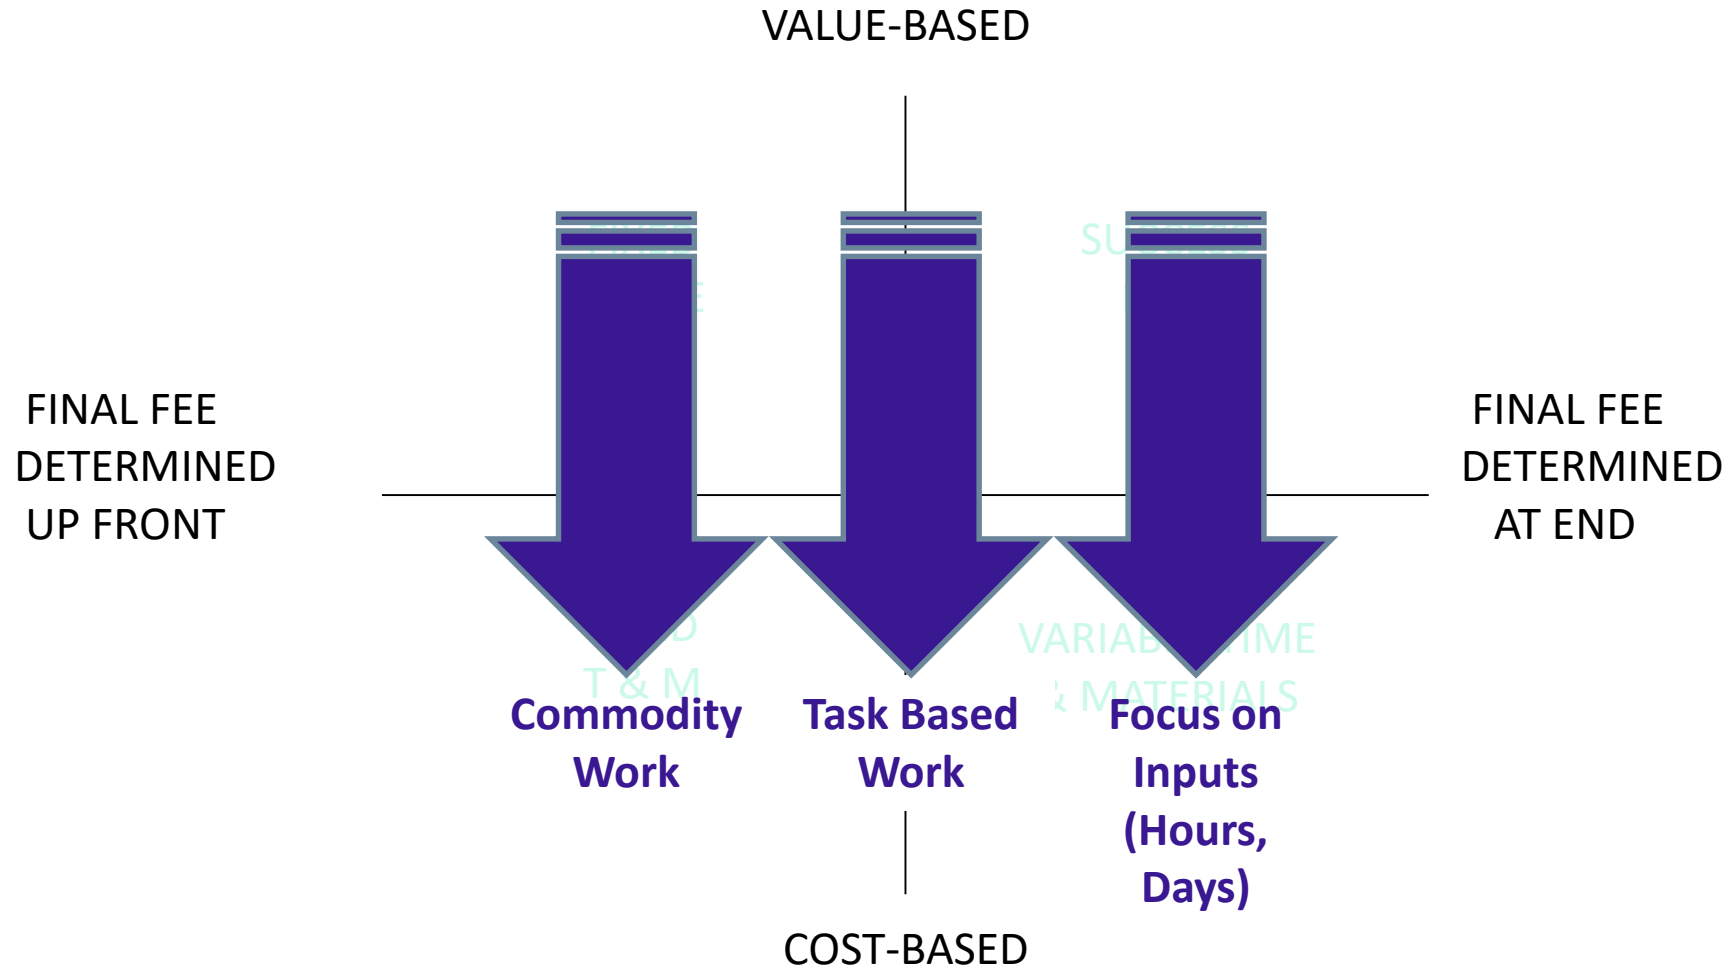 VALUE-BASED
FINAL FEE
DETERMINED
UP FRONT
FINAL FEE
DETERMINED
AT END
T & M
& MATERIALS
Commodity
Work
Task Based
Work
Focus on
Inputs
(Hours,
Days)
COST-BASED